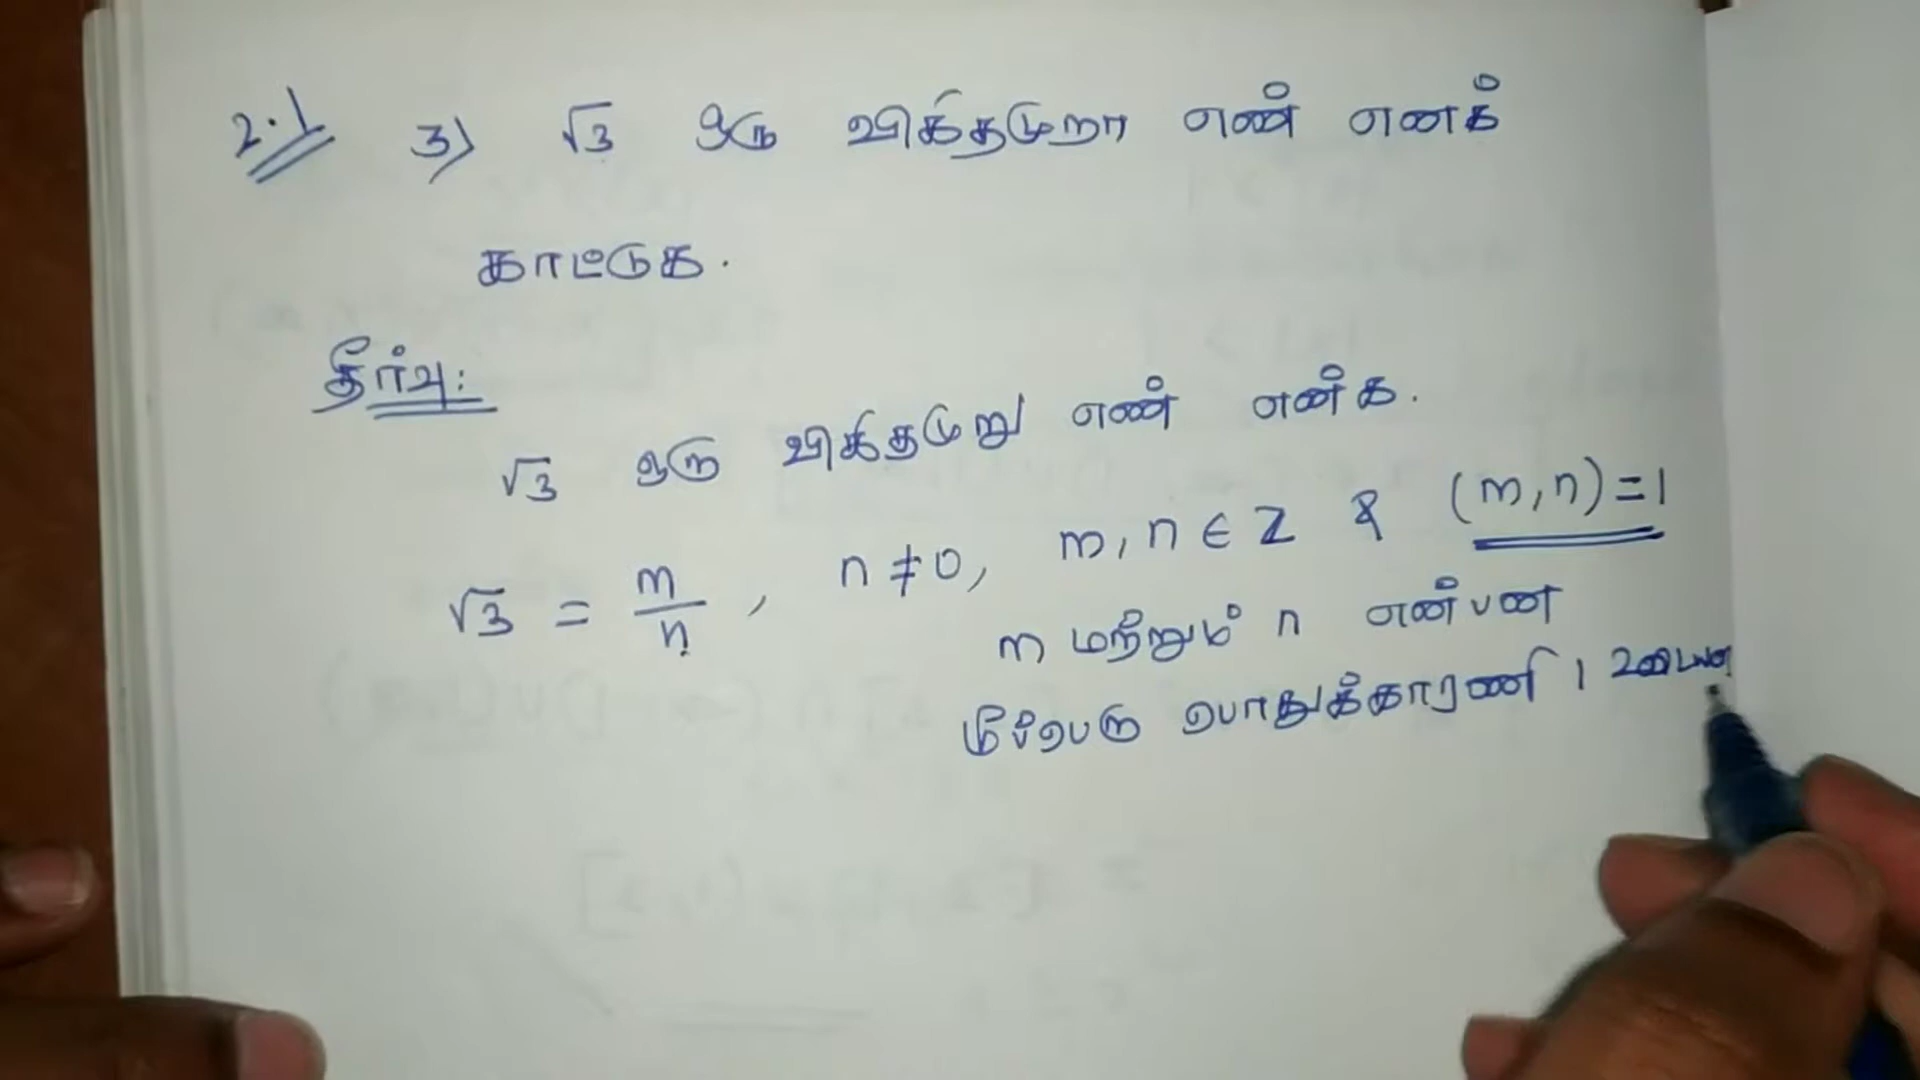 2.1 3) √3 ஒரு விகிதமுறா எண் எனக்
காட்டுக.
தீர்வு:
√3 ஒரு விகிதமுறு எண் என்க.
√3 = m/n, n ≠ 0, m, n ∈ Z & (m, n) = 1
m மற்றும் n என்பன
மீப்பெரு பொதுக்காரணி 1 உடைய